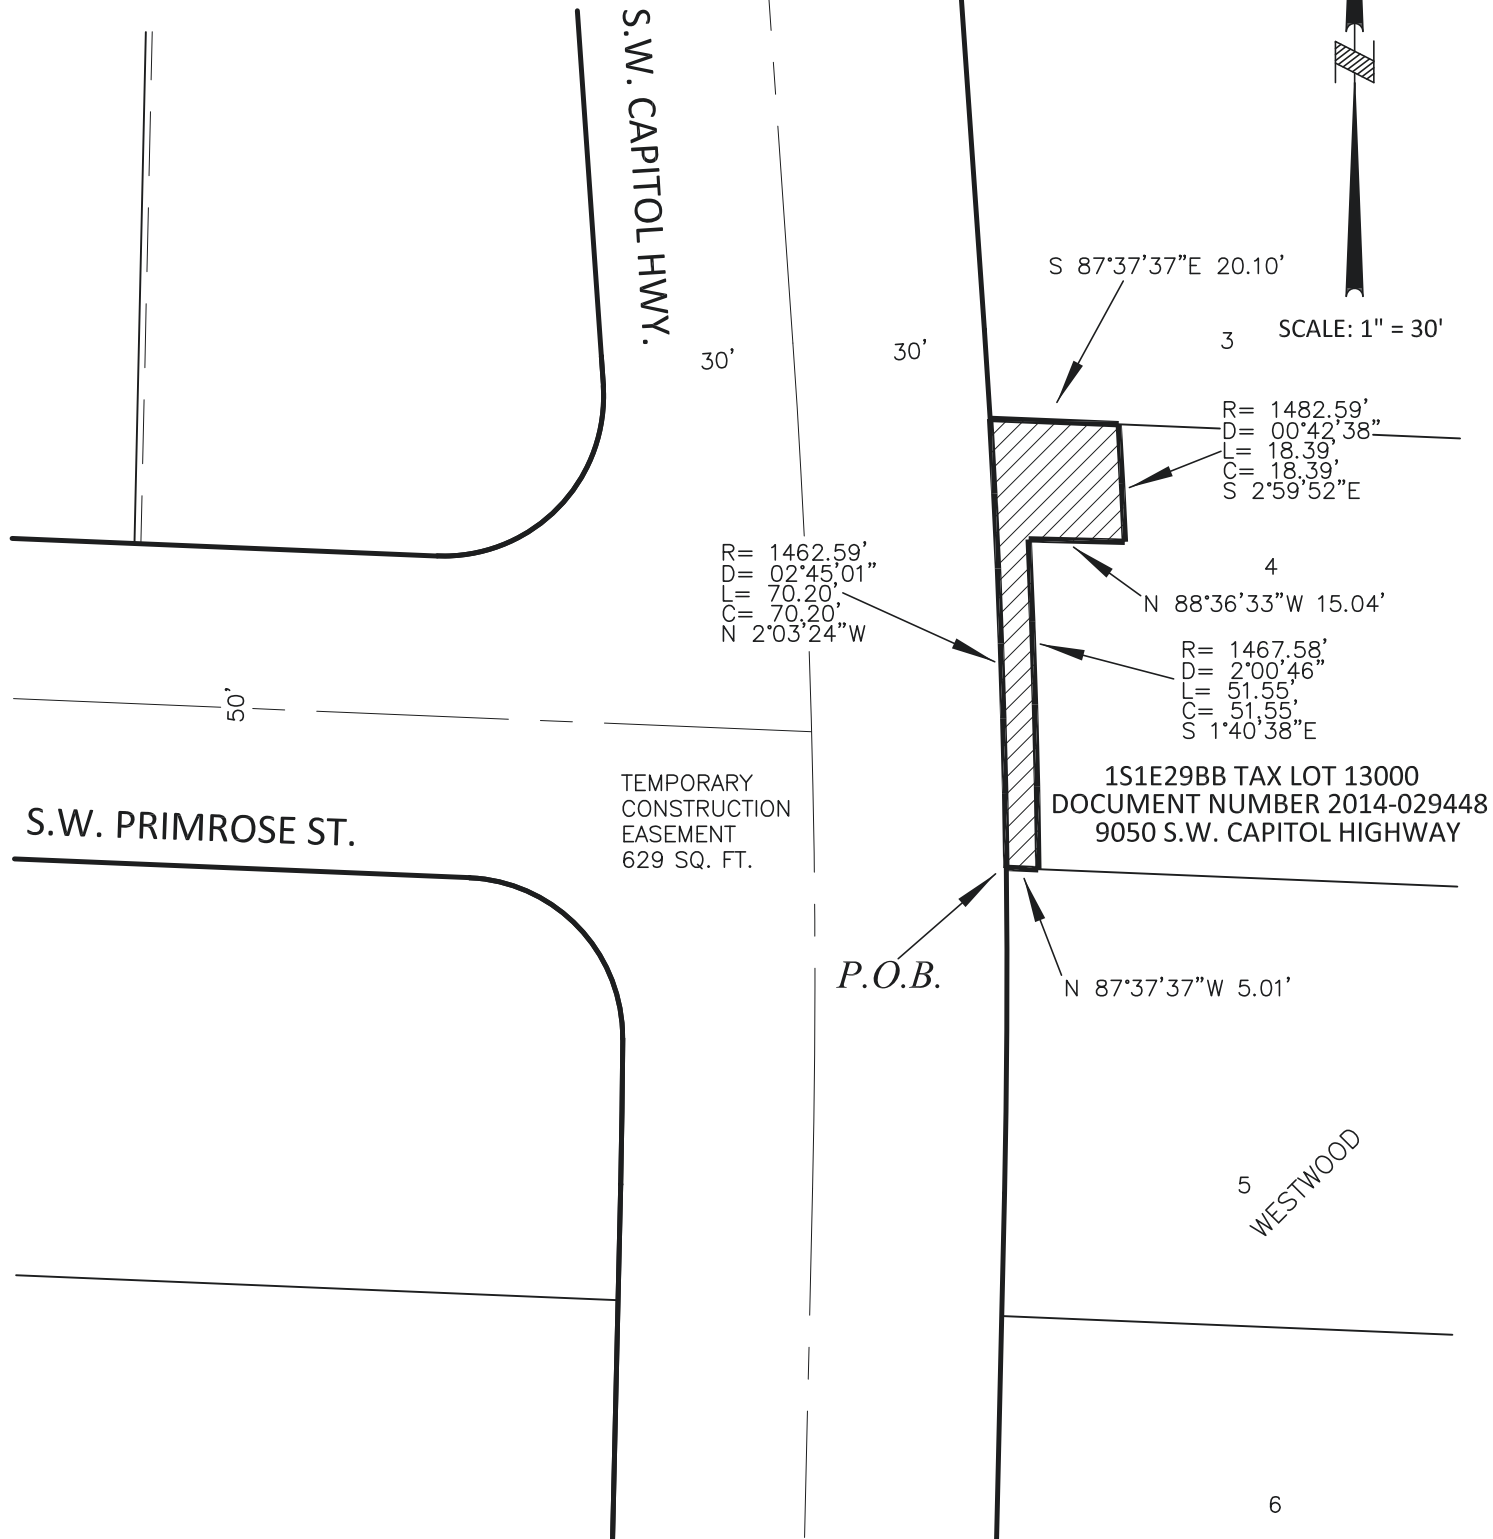 S.W. CAPITOL HWY.
S 87°37'37"E 20.10'
3
SCALE: 1" = 30'
30'
30'
R= 1482.59'
D= 00°42'38"
L= 18.39'
C= 18.39'
S 2°59'52"E
R= 1462.59'
D= 02°45'01"
L= 70.20'
C= 70.20'
N 2°03'24"W
4
N 88°36'33"W 15.04'
R= 1467.58'
D= 2°00'46"
L= 51.55'
C= 51.55'
S 1°40'38"E
50'
1S1E29BB TAX LOT 13000
DOCUMENT NUMBER 2014-029448
9050 S.W. CAPITOL HIGHWAY
TEMPORARY
CONSTRUCTION
EASEMENT
629 SQ. FT.
S.W. PRIMROSE ST.
P.O.B.
N 87°37'37"W 5.01'
5
WESTWOOD
6